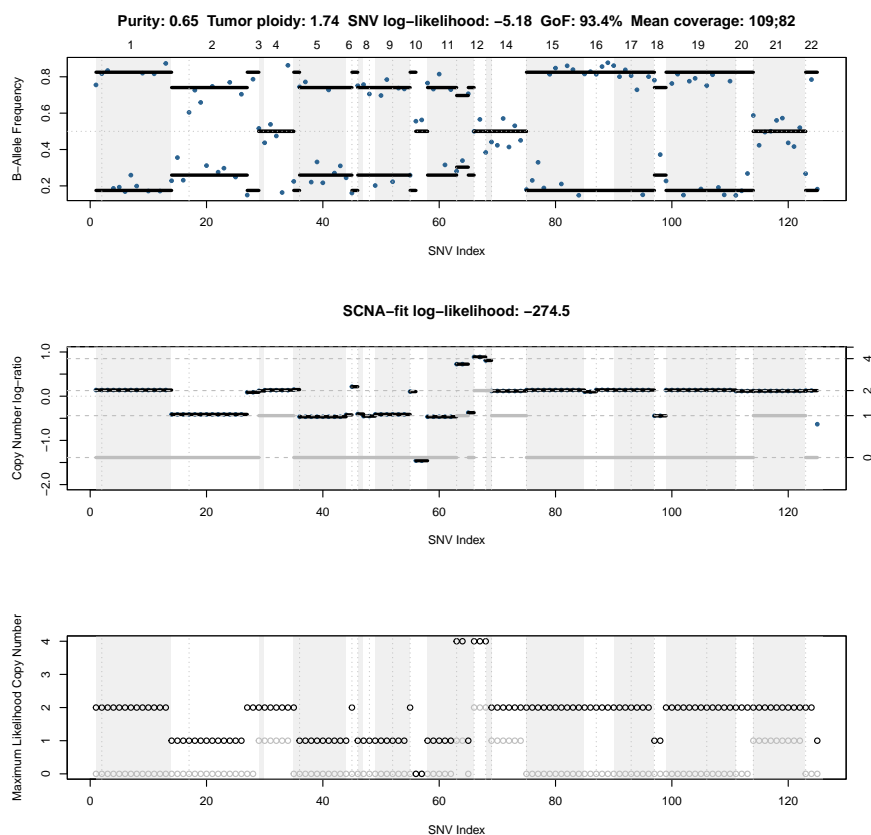 Purity: 0.65 Tumor ploidy: 1.74 SNV log−likelihood: −5.18 GoF: 93.4% Mean coverage: 109;82
1 2 3 4 5 6 8 9 10 11 12 14 15 16 17 18 19 20 21 22
B−Allele Frequency
0.2 0.4 0.6 0.8
0 20 40 60 80 100 120
SNV Index
SCNA−fit log−likelihood: −274.5
Copy Number log−ratio
−2.0 −1.0 0.0 1.0
0 1 2 4
0 20 40 60 80 100 120
SNV Index
Maximum Likelihood Copy Number
0 1 2 3 4
0 20 40 60 80 100 120
SNV Index